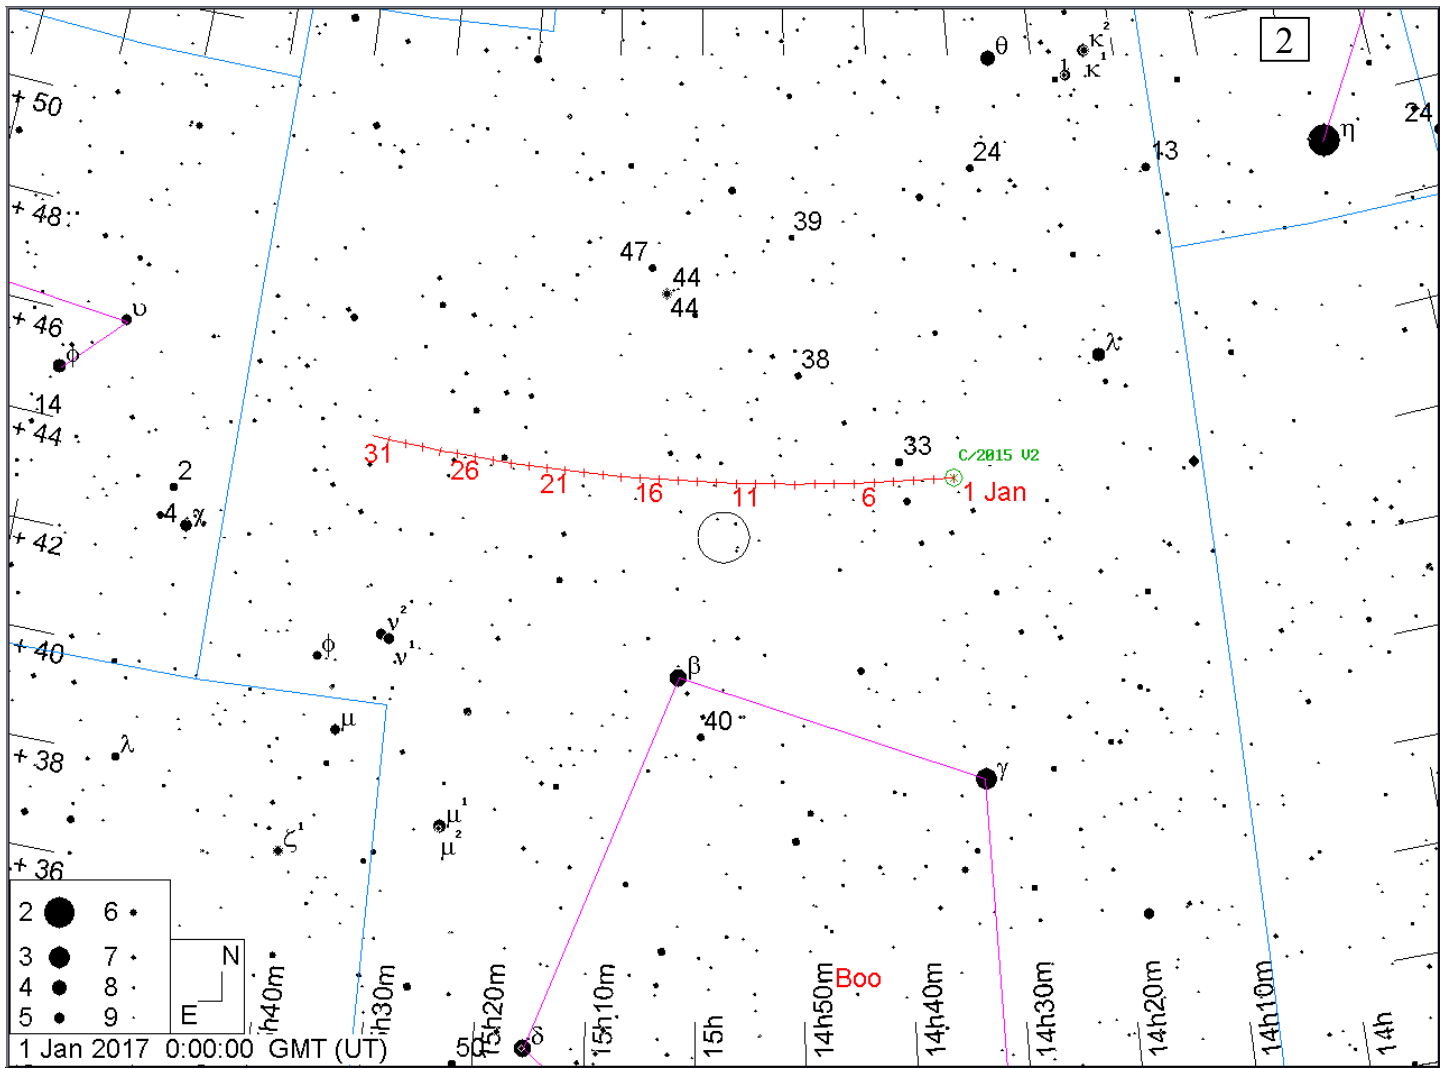 2
κ²
θ
1 κ¹
+ 50
24
η
24
13
+ 48
39
47
44
44
υ
+ 46
φ
λ
38
14
+ 44
33
C/2015 V2
31
26
21
16
11
6
1 Jan
2
4 χ
+ 42
ν²
φ
ν¹
+ 40
β
μ
40
λ
γ
+ 38
μ¹
μ²
ζ¹
+ 36
2 6
3 7
4 8
5 9
N
E
Boo
h40m
h30m
15h20m
15h10m
15h
14h50m
14h40m
14h30m
14h20m
14h10m
14h
50
δ
1 Jan 2017 0:00:00 GMT (UT)